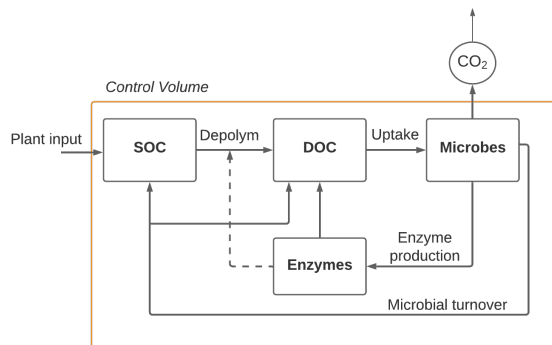 CO₂
Control Volume
Plant input
SOC
Depolym
DOC
Uptake
Microbes
Enzymes
Enzyme
production
Microbial turnover